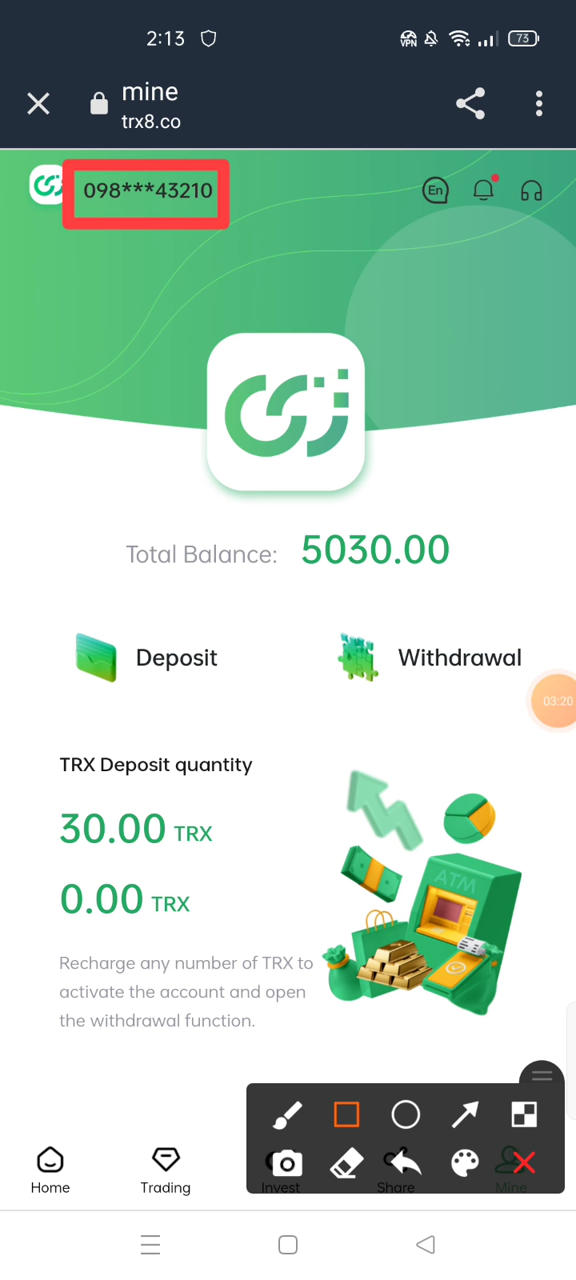 2:13
VPN
73
mine
trx8.co
098***43210
En
Total Balance: 5030.00
Deposit
Withdrawal
03:20
TRX Deposit quantity
30.00 TRX
0.00 TRX
ATM
Recharge any number of TRX to
activate the account and open
the withdrawal function.
Home
Trading
Invest
Share
Mine